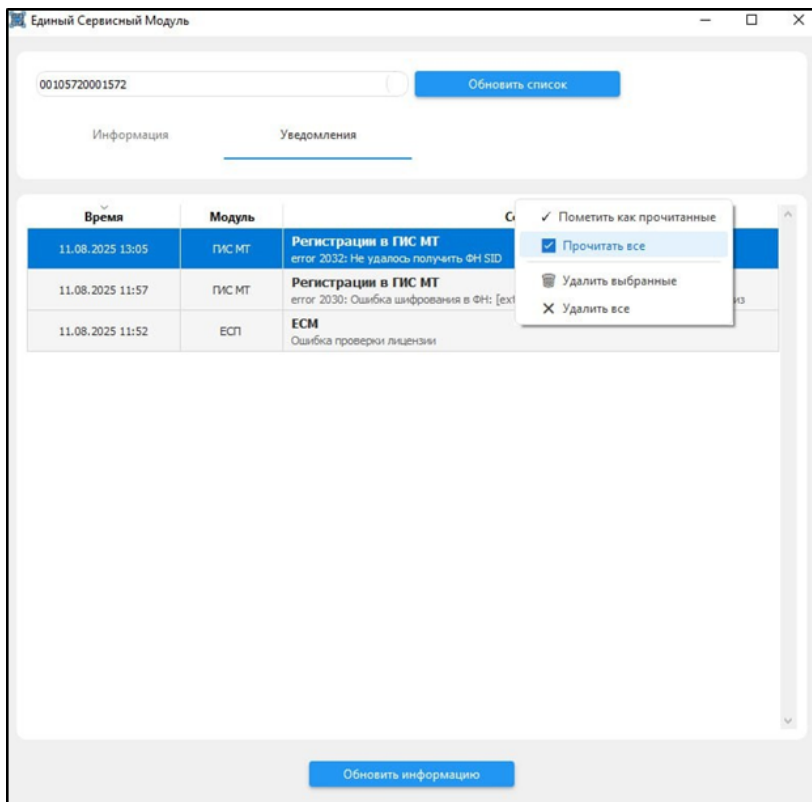 Единый Сервисный Модуль
00105720001572
Обновить список
Информация
Уведомления
Время
Модуль
Пометить как прочитанные
Прочитать все
Удалить выбранные
Удалить все
11.08.2025 13:05
ГИС МТ
Регистрации в ГИС МТ
error 2032: Не удалось получить ФН SID
11.08.2025 11:57
ГИС МТ
Регистрации в ГИС МТ
error 2030: Ошибка шифрования в ФН:
11.08.2025 11:52
ЕСП
ЕСМ
Ошибка проверки лицензии
Обновить информацию